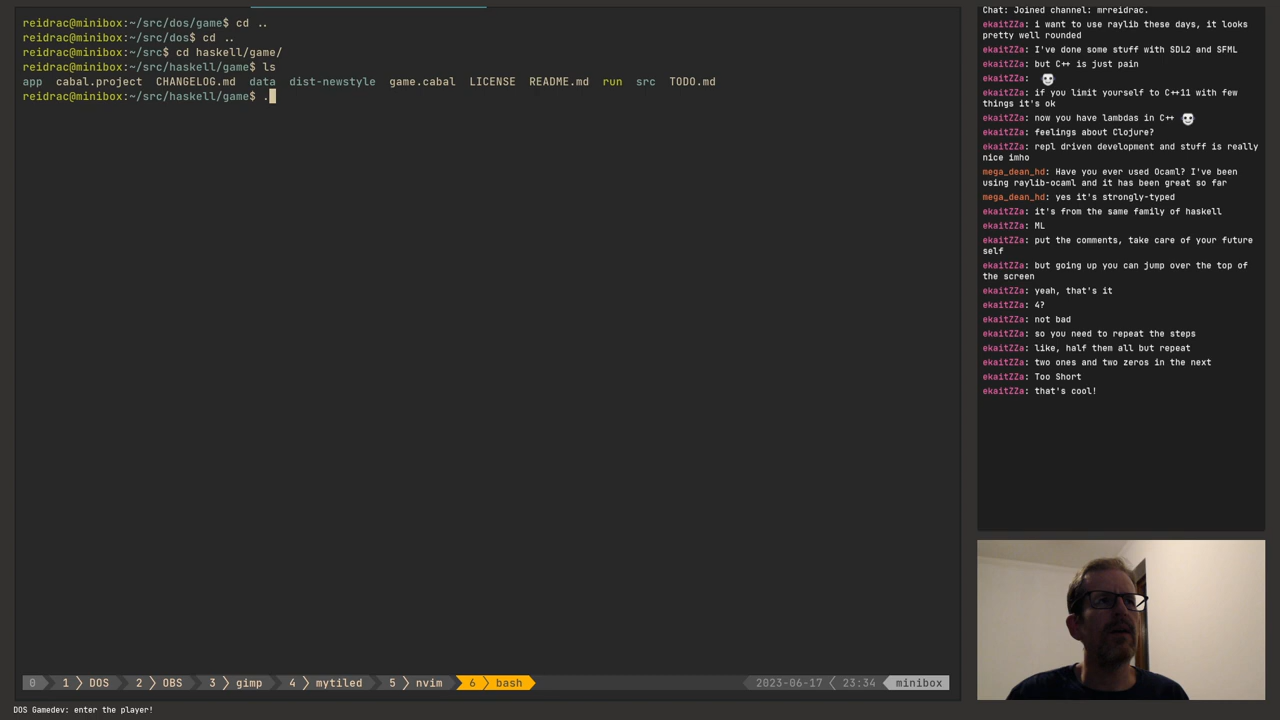 reidrac@minibox:~/src/dos/game$ cd ..
reidrac@minibox:~/src/dos$ cd ..
reidrac@minibox:~/src$ cd haskell/game/
reidrac@minibox:~/src/haskell/game$ ls
app cabal.project CHANGELOG.md data dist-newstyle game.cabal LICENSE README.md run src TODO.md
reidrac@minibox:~/src/haskell/game$ .
0 1 DOS 2 OBS 3 gimp 4 mytiled 5 nvim 6 bash 2023-06-17 23:34 minibox
DOS Gamedev: enter the player!
Chat: Joined channel: mrreidrac.
ekaitZZa: i want to use raylib these days, it looks
pretty well rounded
ekaitZZa: I've done some stuff with SDL2 and SFML
ekaitZZa: but C++ is just pain
ekaitZZa:
ekaitZZa: if you limit yourself to C++11 with few
things it's ok
ekaitZZa: now you have lambdas in C++
ekaitZZa: feelings about Clojure?
ekaitZZa: repl driven development and stuff is really
nice imho
mega_dean_hd: Have you ever used Ocaml? I've been
using raylib-ocaml and it has been great so far
mega_dean_hd: yes it's strongly-typed
ekaitZZa: it's from the same family of haskell
ekaitZZa: ML
ekaitZZa: put the comments, take care of your future
self
ekaitZZa: but going up you can jump over the top of
the screen
ekaitZZa: yeah, that's it
ekaitZZa: 4?
ekaitZZa: not bad
ekaitZZa: so you need to repeat the steps
ekaitZZa: like, half them all but repeat
ekaitZZa: two ones and two zeros in the next
ekaitZZa: Too Short
ekaitZZa: that's cool!